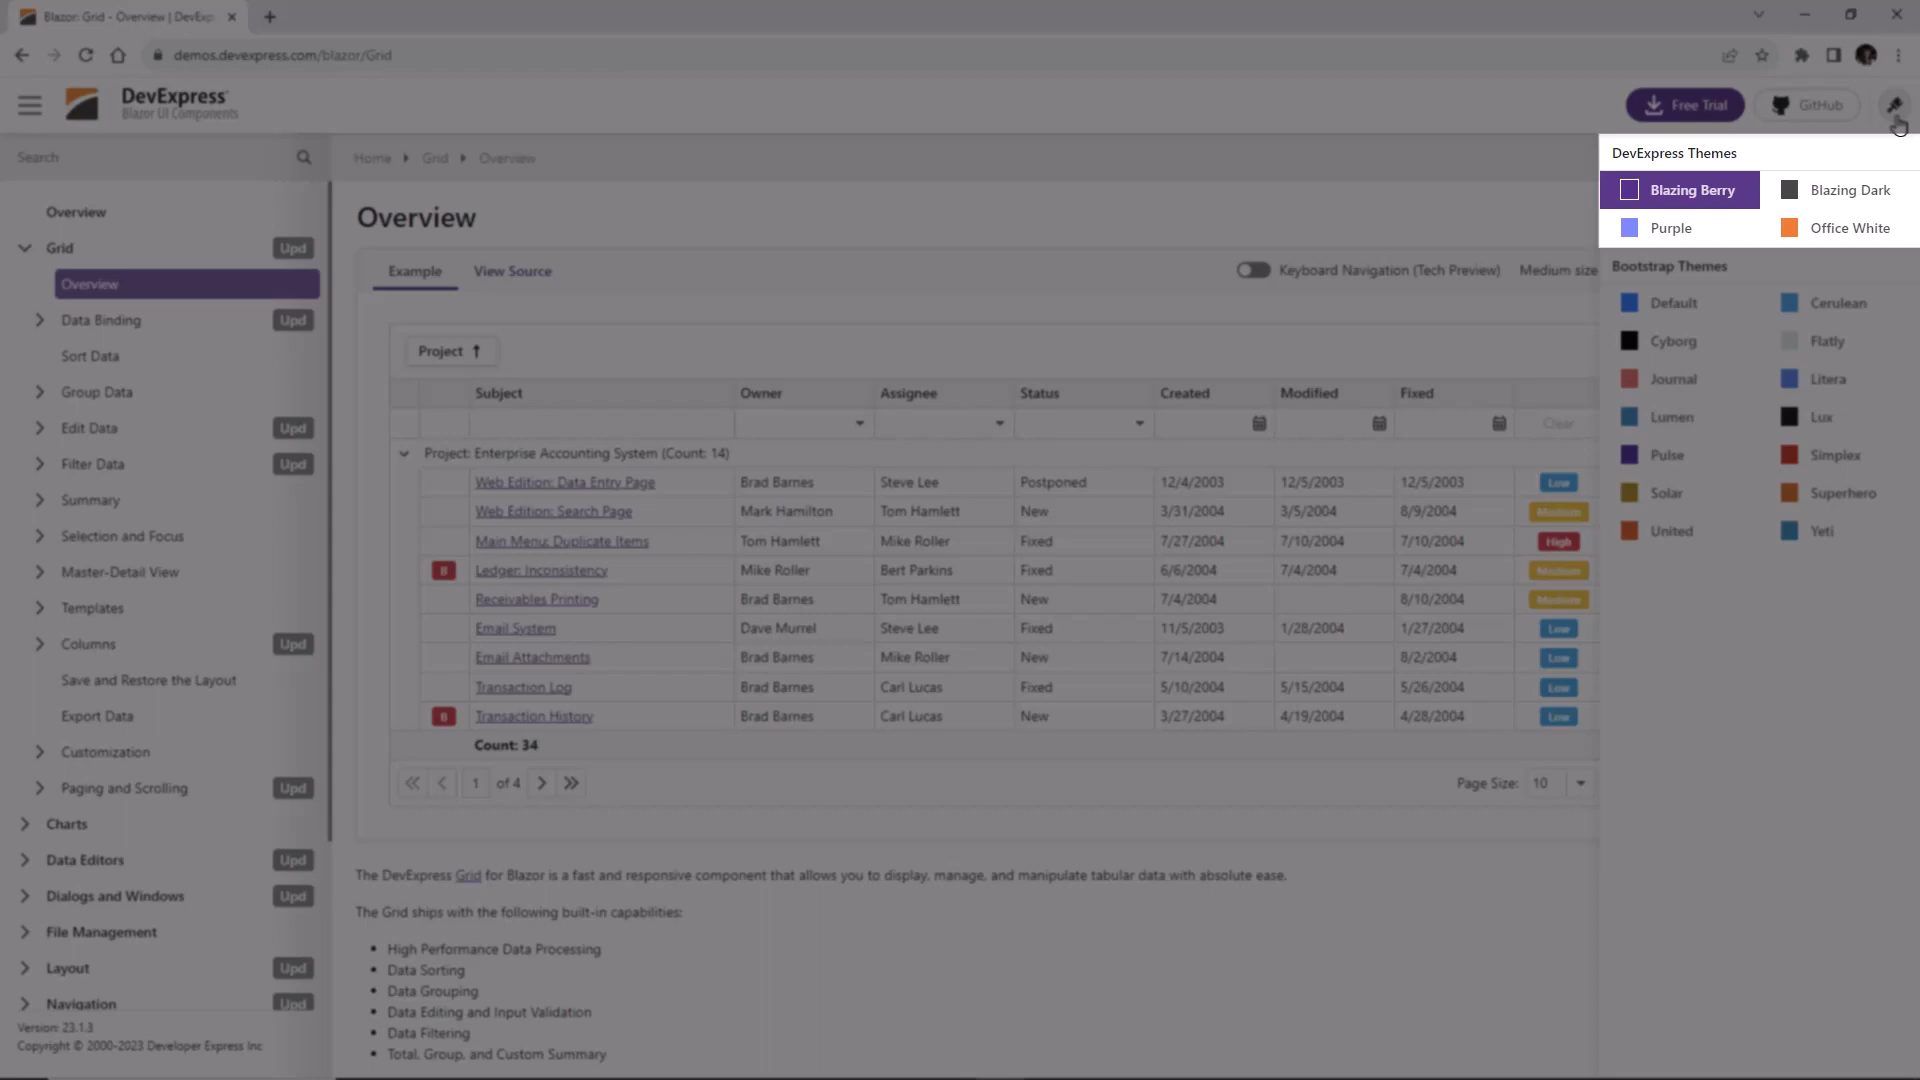 Blazor: Grid - Overview | DevExp
demos.devexpress.com/blazor/Grid
DevExpress
Blazor UI Components
Free Trial
GitHub
Search
Home
Grid
Overview
Overview
Grid
Upd
Overview
Data Binding
Upd
Sort Data
Group Data
Edit Data
Upd
Filter Data
Upd
Summary
Selection and Focus
Master-Detail View
Templates
Columns
Upd
Save and Restore the Layout
Export Data
Customization
Paging and Scrolling
Upd
Charts
Data Editors
Upd
Dialogs and Windows
Upd
File Management
Layout
Upd
Navigation
Upd
Version: 23.1.3
Copyright © 2000-2023 Developer Express Inc
Overview
Example
View Source
Keyboard Navigation (Tech Preview)
Medium size
Project
Subject Owner Assignee Status Created Modified Fixed
Clear
Project: Enterprise Accounting System (Count: 14)
Web Edition: Data Entry Page Brad Barnes Steve Lee Postponed 12/4/2003 12/5/2003 12/5/2003 Low
Web Edition: Search Page Mark Hamilton Tom Hamlett New 3/31/2004 3/5/2004 8/9/2004 Medium
Main Menu: Duplicate Items Tom Hamlett Mike Roller Fixed 7/27/2004 7/10/2004 7/10/2004 High
B Ledger: Inconsistency Mike Roller Bert Parkins Fixed 6/6/2004 7/4/2004 7/4/2004 Medium
Receivables Printing Brad Barnes Tom Hamlett New 7/4/2004 8/10/2004 Medium
Email System Dave Murrel Steve Lee Fixed 11/5/2003 1/28/2004 1/27/2004 Low
Email Attachments Brad Barnes Mike Roller New 7/14/2004 8/2/2004 Low
Transaction Log Brad Barnes Carl Lucas Fixed 5/10/2004 5/15/2004 5/26/2004 Low
B Transaction History Brad Barnes Carl Lucas New 3/27/2004 4/19/2004 4/28/2004 Low
Count: 34
1 of 4
Page Size: 10
The DevExpress Grid for Blazor is a fast and responsive component that allows you to display, manage, and manipulate tabular data with absolute ease.
The Grid ships with the following built-in capabilities:
• High Performance Data Processing
• Data Sorting
• Data Grouping
• Data Editing and Input Validation
• Data Filtering
• Total, Group, and Custom Summary
DevExpress Themes
Blazing Berry Blazing Dark
Purple Office White
Bootstrap Themes
Default Cerulean
Cyborg Flatly
Journal Litera
Lumen Lux
Pulse Simplex
Solar Superhero
United Yeti